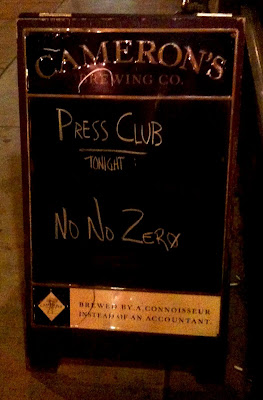 CAMERON'S
BREWING CO.
PRESS CLUB
TONIGHT :
NO NO ZERO
BREWED BY A CONNOISSEUR
INSTEAD OF AN ACCOUNTANT.